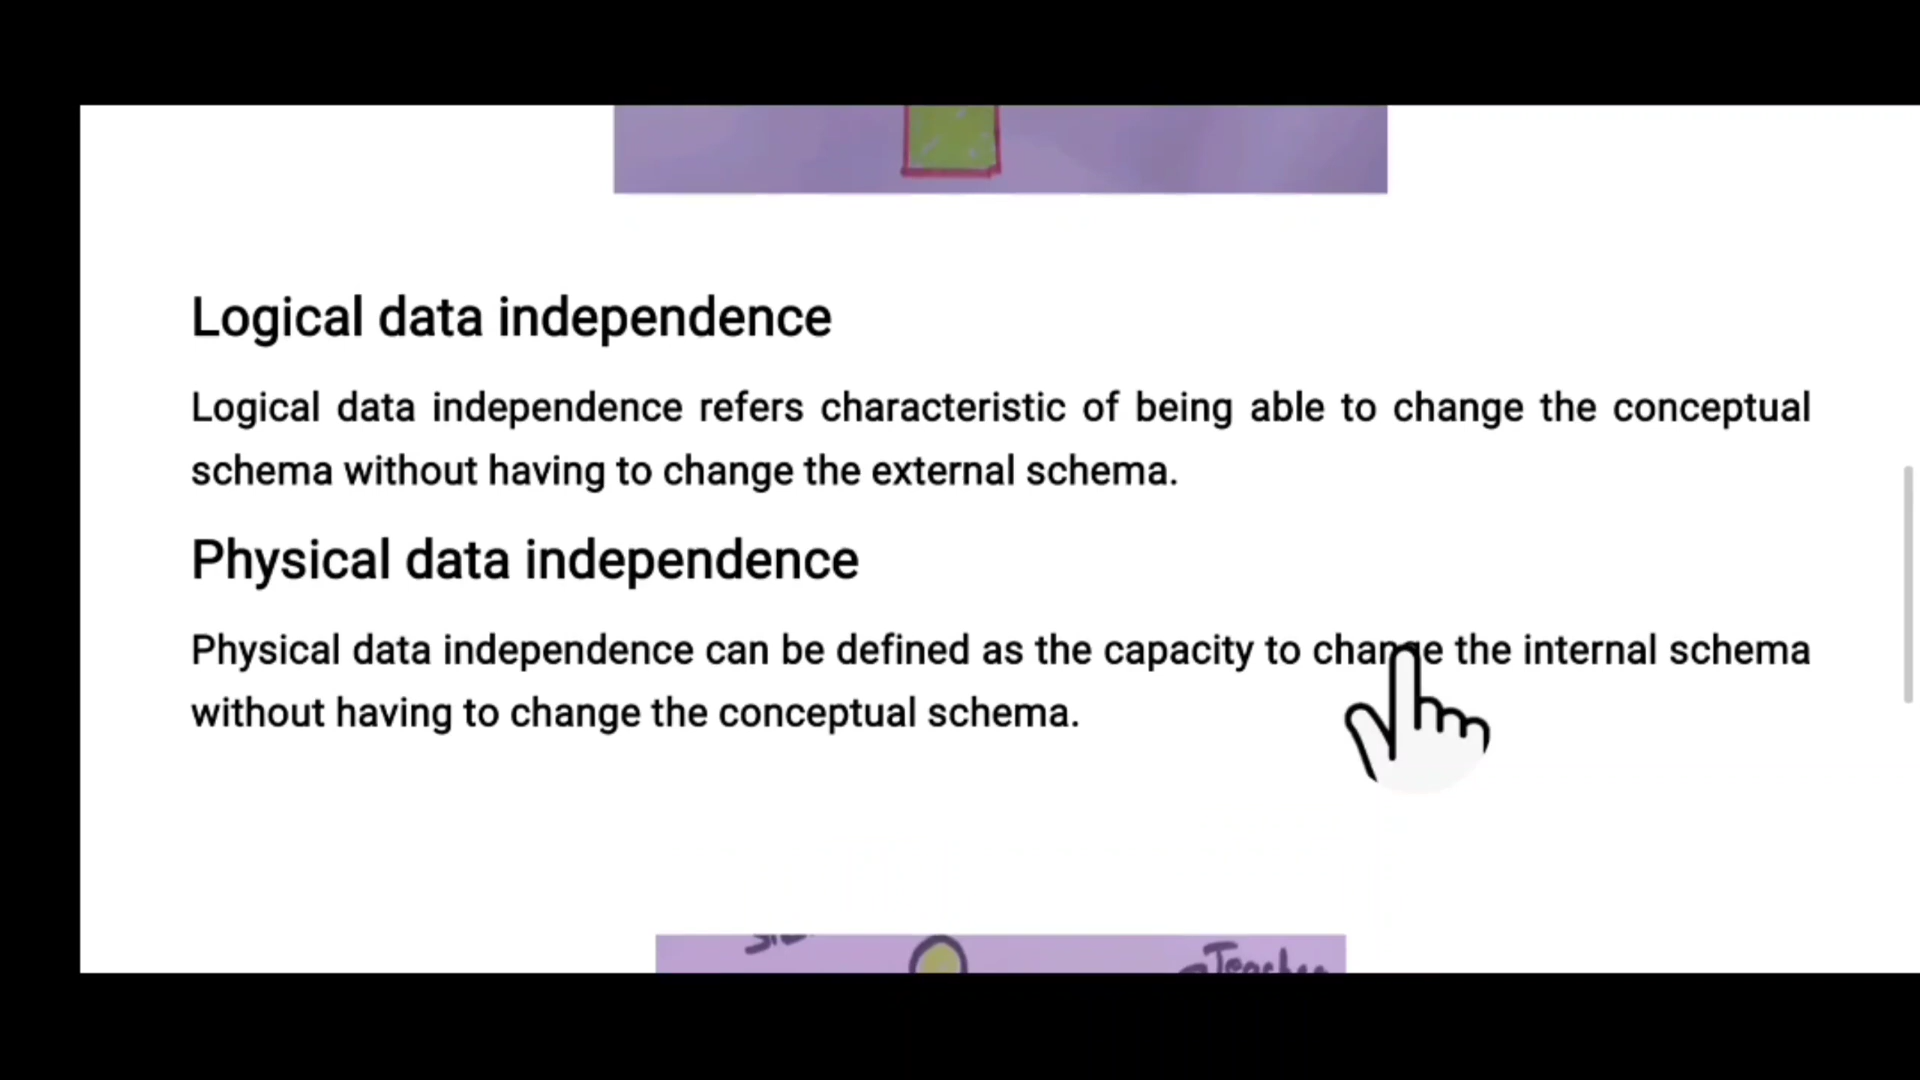 Logical data independence
Logical data independence refers characteristic of being able to change the conceptual
schema without having to change the external schema.
Physical data independence
Physical data independence can be defined as the capacity to change the internal schema
without having to change the conceptual schema.
Teacher